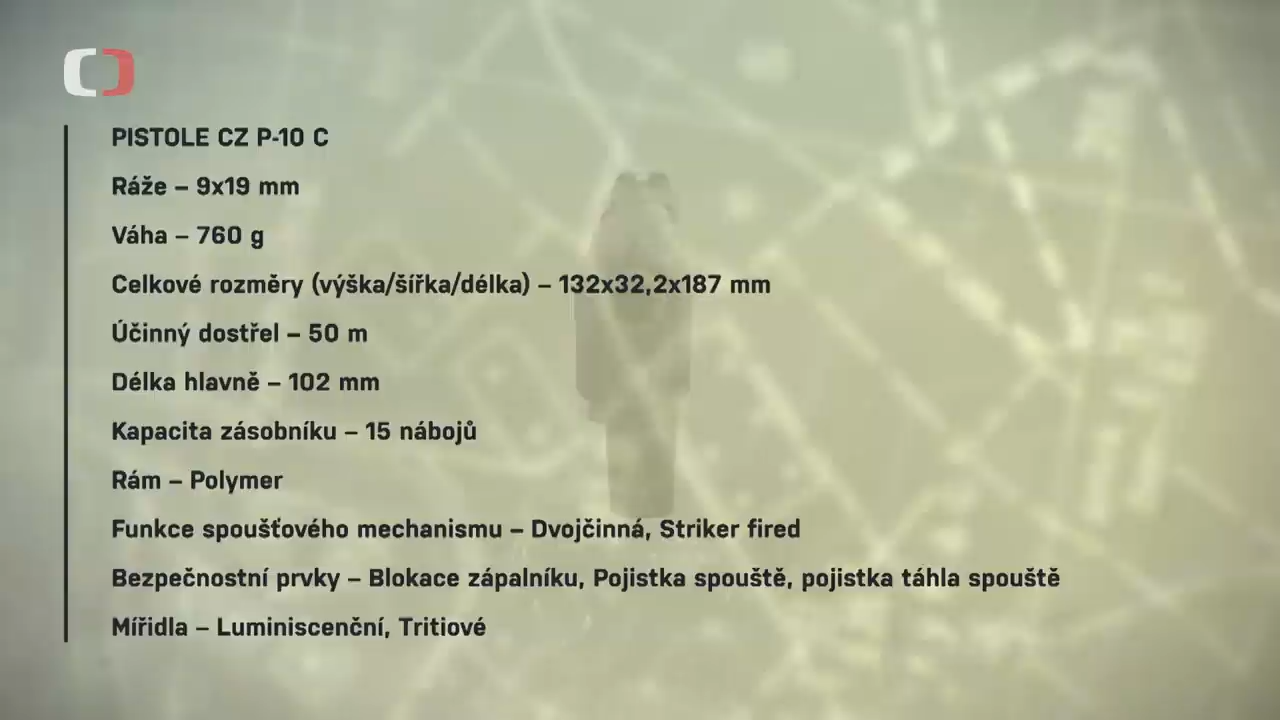 PISTOLE CZ P-10 C
Ráže – 9x19 mm
Váha – 760 g
Celkové rozměry (výška/šířka/délka) – 132x32,2x187 mm
Účinný dostřel – 50 m
Délka hlavně – 102 mm
Kapacita zásobníku – 15 nábojů
Rám – Polymer
Funkce spoušťového mechanismu – Dvojčinná, Striker fired
Bezpečnostní prvky – Blokace zápalníku, Pojistka spouště, pojistka táhla spouště
Mířidla – Luminiscenční, Tritiové